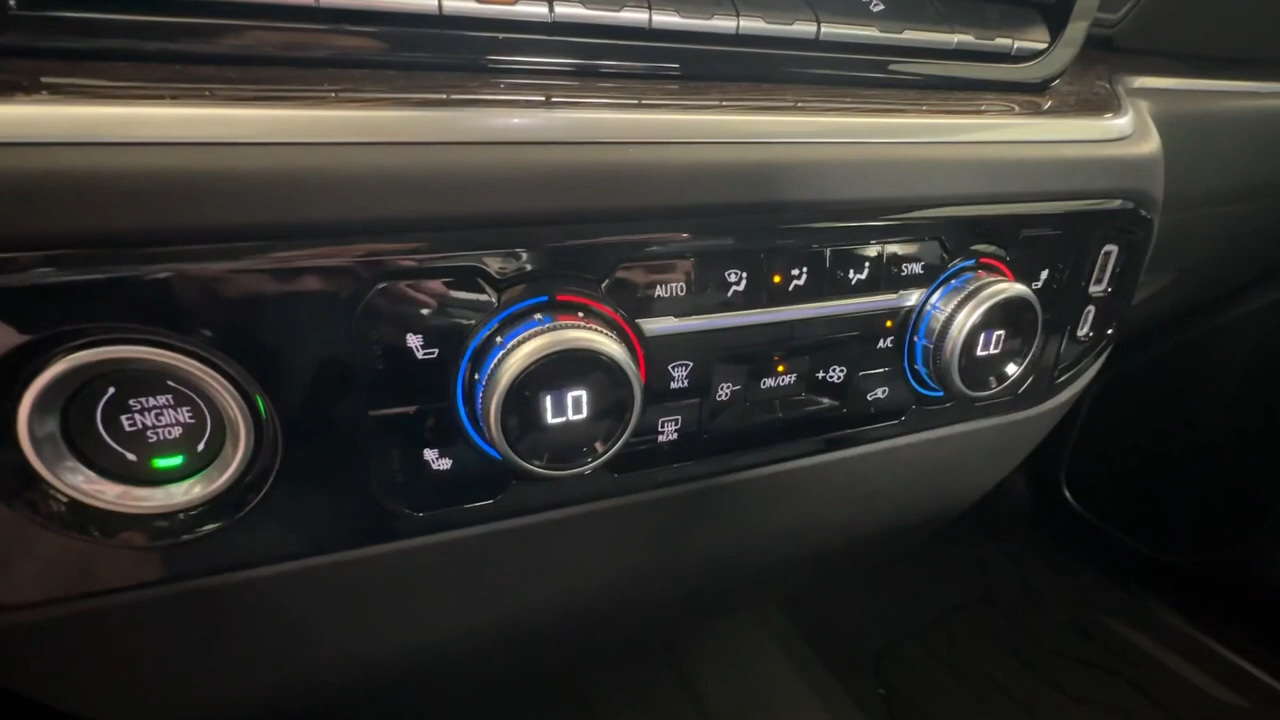 START
ENGINE
STOP
LO
AUTO
SYNC
MAX
REAR
ON/OFF
A/C
LO